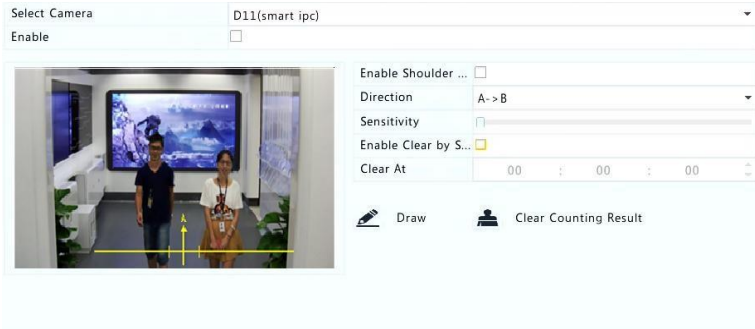 Select Camera D11(smart ipc)
Enable
Enable Shoulder ...
Direction A->B
Sensitivity
Enable Clear by S...
Clear At 00 : 00 : 00
A
Draw Clear Counting Result